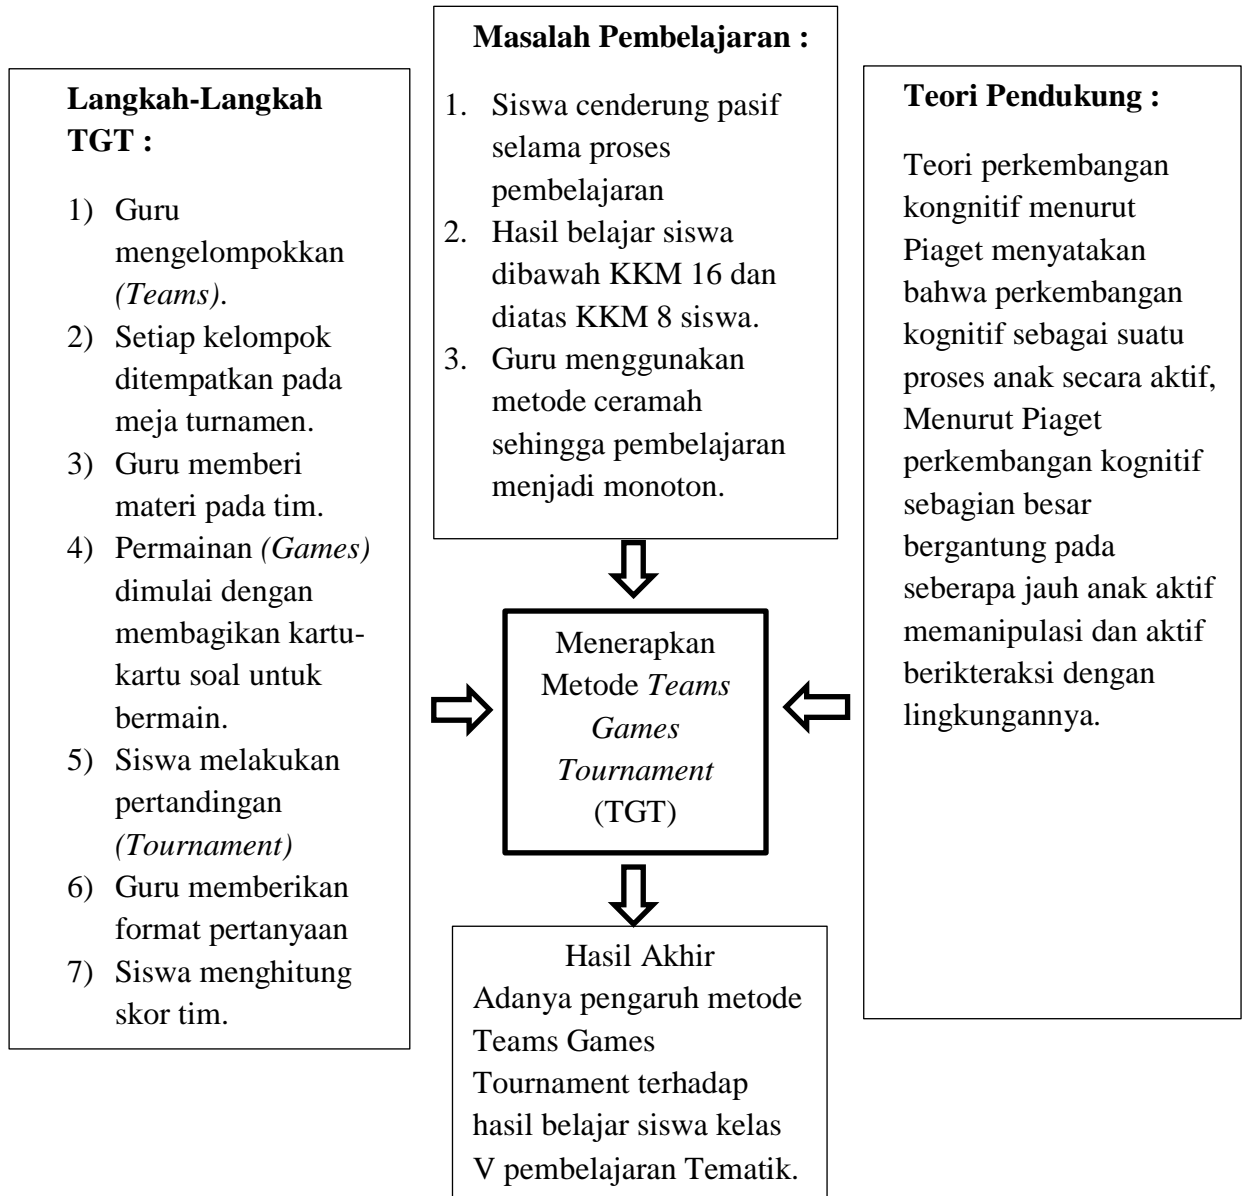 Masalah Pembelajaran :
1. Siswa cenderung pasif
selama proses
pembelajaran
2. Hasil belajar siswa
dibawah KKM 16 dan
diatas KKM 8 siswa.
3. Guru menggunakan
metode ceramah
sehingga pembelajaran
menjadi monoton.
Langkah-Langkah
TGT :
1) Guru
mengelompokkan
(Teams).
2) Setiap kelompok
ditempatkan pada
meja turnamen.
3) Guru memberi
materi pada tim.
4) Permainan (Games)
dimulai dengan
membagikan kartu-
kartu soal untuk
bermain.
5) Siswa melakukan
pertandingan
(Tournament)
6) Guru memberikan
format pertanyaan
7) Siswa menghitung
skor tim.
Teori Pendukung :
Teori perkembangan
kongnitif menurut
Piaget menyatakan
bahwa perkembangan
kognitif sebagai suatu
proses anak secara aktif,
Menurut Piaget
perkembangan kognitif
sebagian besar
bergantung pada
seberapa jauh anak aktif
memanipulasi dan aktif
berikteraksi dengan
lingkungannya.
Menerapkan
Metode Teams
Games
Tournament
(TGT)
Hasil Akhir
Adanya pengaruh metode
Teams Games
Tournament terhadap
hasil belajar siswa kelas
V pembelajaran Tematik.